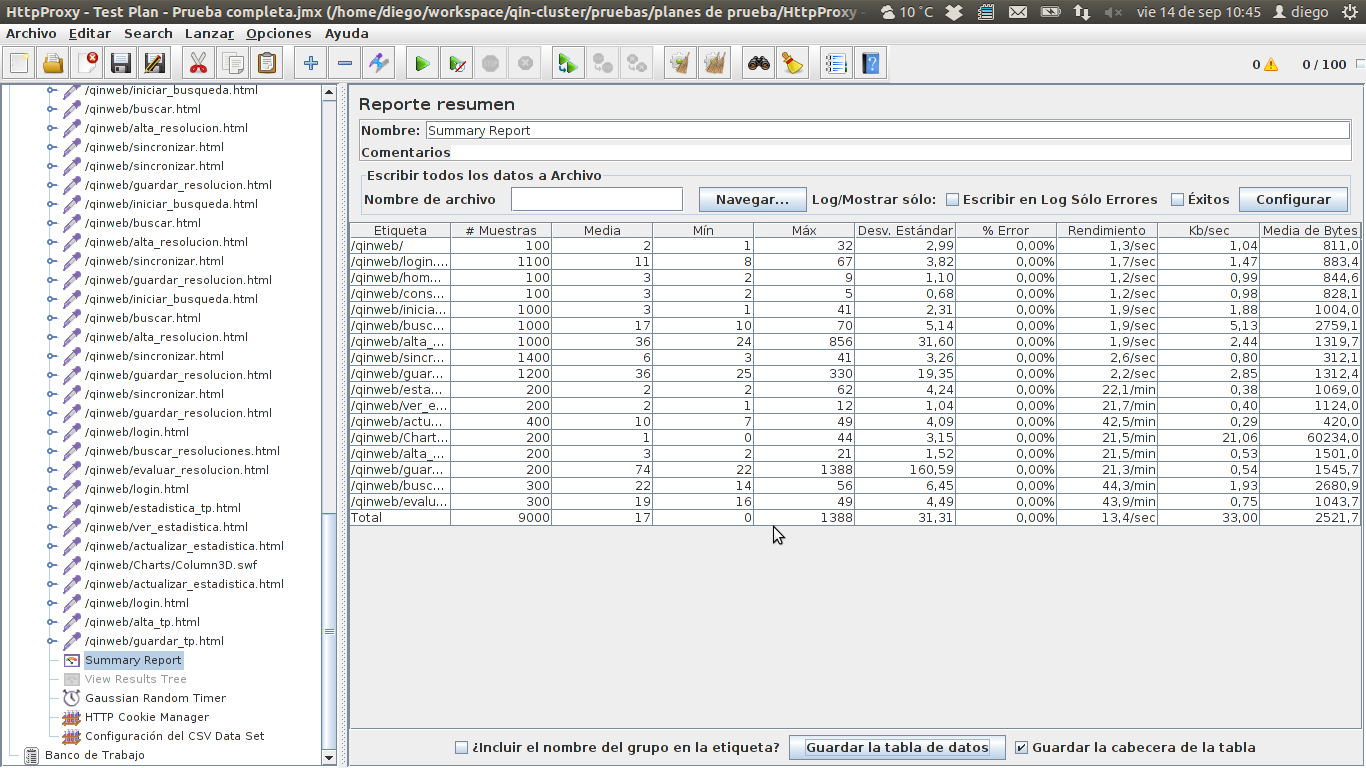 HttpProxy - Test Plan - Prueba completa.jmx (/home/diego/workspace/qin-cluster/pruebas/planes de prueba/HttpProxy - 10 °C vie 14 de sep 10:45 diego
Archivo Editar Search Lanzar Opciones Ayuda
0 0 / 100
/qinweb/iniciar_busqueda.html
/qinweb/buscar.html
/qinweb/alta_resolucion.html
/qinweb/sincronizar.html
/qinweb/sincronizar.html
/qinweb/guardar_resolucion.html
/qinweb/iniciar_busqueda.html
/qinweb/buscar.html
/qinweb/alta_resolucion.html
/qinweb/sincronizar.html
/qinweb/guardar_resolucion.html
/qinweb/iniciar_busqueda.html
/qinweb/buscar.html
/qinweb/alta_resolucion.html
/qinweb/sincronizar.html
/qinweb/guardar_resolucion.html
/qinweb/sincronizar.html
/qinweb/guardar_resolucion.html
/qinweb/login.html
/qinweb/buscar_resoluciones.html
/qinweb/evaluar_resolucion.html
/qinweb/login.html
/qinweb/estadistica_tp.html
/qinweb/ver_estadistica.html
/qinweb/actualizar_estadistica.html
/qinweb/Charts/Column3D.swf
/qinweb/actualizar_estadistica.html
/qinweb/login.html
/qinweb/alta_tp.html
/qinweb/guardar_tp.html
Summary Report
View Results Tree
Gaussian Random Timer
HTTP Cookie Manager
Configuración del CSV Data Set
Banco de Trabajo
Reporte resumen
Nombre: Summary Report
Comentarios
Escribir todos los datos a Archivo
Nombre de archivo Navegar... Log/Mostrar sólo: Escribir en Log Sólo Errores Éxitos Configurar
Etiqueta # Muestras Media Mín Máx Desv. Estándar % Error Rendimiento Kb/sec Media de Bytes
/qinweb/ 100 2 1 32 2,99 0,00% 1,3/sec 1,04 811,0
/qinweb/login.... 1100 11 8 67 3,82 0,00% 1,7/sec 1,47 883,4
/qinweb/hom... 100 3 2 9 1,10 0,00% 1,2/sec 0,99 844,6
/qinweb/cons... 100 3 2 5 0,68 0,00% 1,2/sec 0,98 828,1
/qinweb/inicia... 1000 3 1 41 2,31 0,00% 1,9/sec 1,88 1004,0
/qinweb/busc... 1000 17 10 70 5,14 0,00% 1,9/sec 5,13 2759,1
/qinweb/alta_... 1000 36 24 856 31,60 0,00% 1,9/sec 2,44 1319,7
/qinweb/sincr... 1400 6 3 41 3,26 0,00% 2,6/sec 0,80 312,1
/qinweb/guar... 1200 36 25 330 19,35 0,00% 2,2/sec 2,85 1312,4
/qinweb/esta... 200 2 2 62 4,24 0,00% 22,1/min 0,38 1069,0
/qinweb/ver_e... 200 2 1 12 1,04 0,00% 21,7/min 0,40 1124,0
/qinweb/actu... 400 10 7 49 4,09 0,00% 42,5/min 0,29 420,0
/qinweb/Chart... 200 1 0 44 3,15 0,00% 21,5/min 21,06 60234,0
/qinweb/alta_... 200 3 2 21 1,52 0,00% 21,5/min 0,53 1501,0
/qinweb/guar... 200 74 22 1388 160,59 0,00% 21,3/min 0,54 1545,7
/qinweb/busc... 300 22 14 56 6,45 0,00% 44,3/min 1,93 2680,9
/qinweb/evalu... 300 19 16 49 4,49 0,00% 43,9/min 0,75 1043,7
Total 9000 17 0 1388 31,31 0,00% 13,4/sec 33,00 2521,7
¿Incluir el nombre del grupo en la etiqueta? Guardar la tabla de datos Guardar la cabecera de la tabla